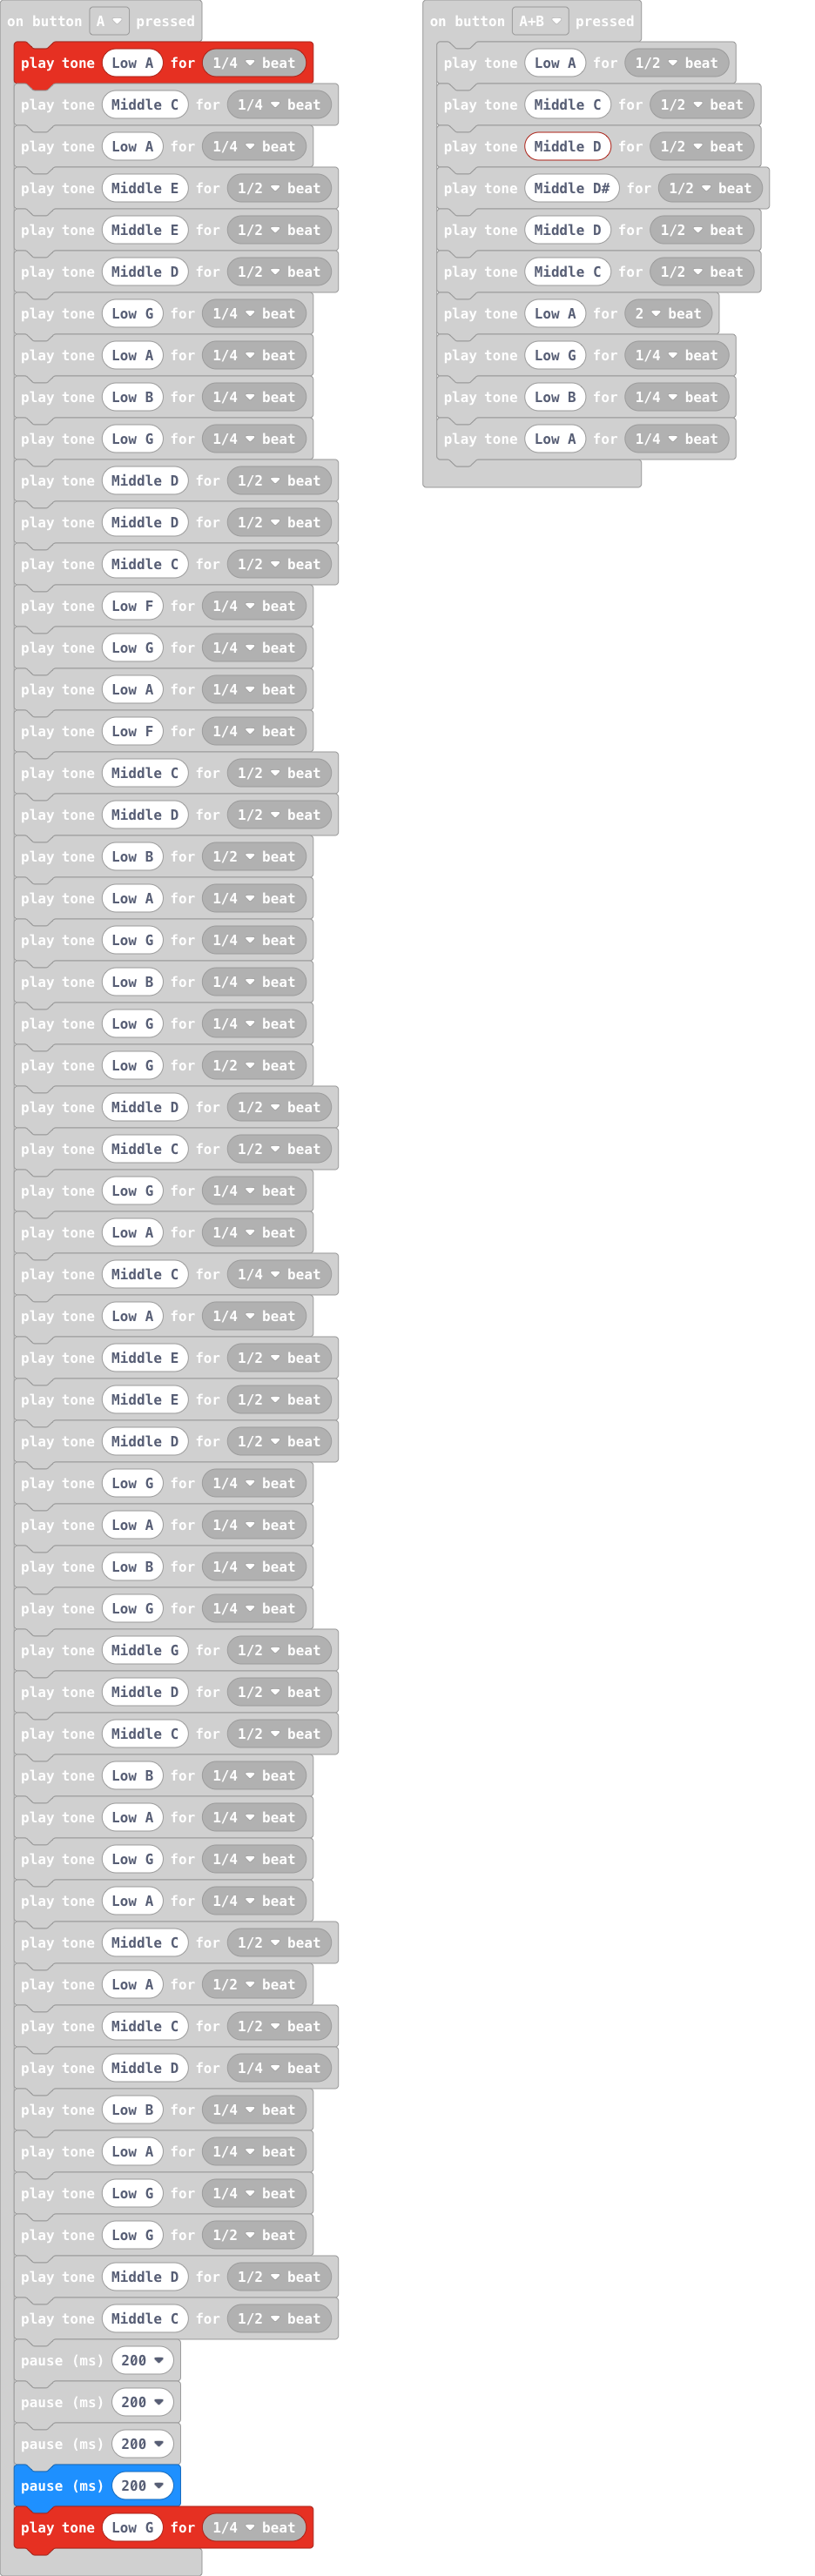 on button A pressed
play tone Low A for 1/4 beat
play tone Middle C for 1/4 beat
play tone Low A for 1/4 beat
play tone Middle E for 1/2 beat
play tone Middle E for 1/2 beat
play tone Middle D for 1/2 beat
play tone Low G for 1/4 beat
play tone Low A for 1/4 beat
play tone Low B for 1/4 beat
play tone Low G for 1/4 beat
play tone Middle D for 1/2 beat
play tone Middle D for 1/2 beat
play tone Middle C for 1/2 beat
play tone Low F for 1/4 beat
play tone Low G for 1/4 beat
play tone Low A for 1/4 beat
play tone Low F for 1/4 beat
play tone Middle C for 1/2 beat
play tone Middle D for 1/2 beat
play tone Low B for 1/2 beat
play tone Low A for 1/4 beat
play tone Low G for 1/4 beat
play tone Low B for 1/4 beat
play tone Low G for 1/4 beat
play tone Low G for 1/2 beat
play tone Middle D for 1/2 beat
play tone Middle C for 1/2 beat
play tone Low G for 1/4 beat
play tone Low A for 1/4 beat
play tone Middle C for 1/4 beat
play tone Low A for 1/4 beat
play tone Middle E for 1/2 beat
play tone Middle E for 1/2 beat
play tone Middle D for 1/2 beat
play tone Low G for 1/4 beat
play tone Low A for 1/4 beat
play tone Low B for 1/4 beat
play tone Low G for 1/4 beat
play tone Middle G for 1/2 beat
play tone Middle D for 1/2 beat
play tone Middle C for 1/2 beat
play tone Low B for 1/4 beat
play tone Low A for 1/4 beat
play tone Low G for 1/4 beat
play tone Low A for 1/4 beat
play tone Middle C for 1/2 beat
play tone Low A for 1/2 beat
play tone Middle C for 1/2 beat
play tone Middle D for 1/4 beat
play tone Low B for 1/4 beat
play tone Low A for 1/4 beat
play tone Low G for 1/4 beat
play tone Low G for 1/2 beat
play tone Middle D for 1/2 beat
play tone Middle C for 1/2 beat
pause (ms) 200
pause (ms) 200
pause (ms) 200
pause (ms) 200
play tone Low G for 1/4 beat
on button A+B pressed
play tone Low A for 1/2 beat
play tone Middle C for 1/2 beat
play tone Middle D for 1/2 beat
play tone Middle D# for 1/2 beat
play tone Middle D for 1/2 beat
play tone Middle C for 1/2 beat
play tone Low A for 2 beat
play tone Low G for 1/4 beat
play tone Low B for 1/4 beat
play tone Low A for 1/4 beat